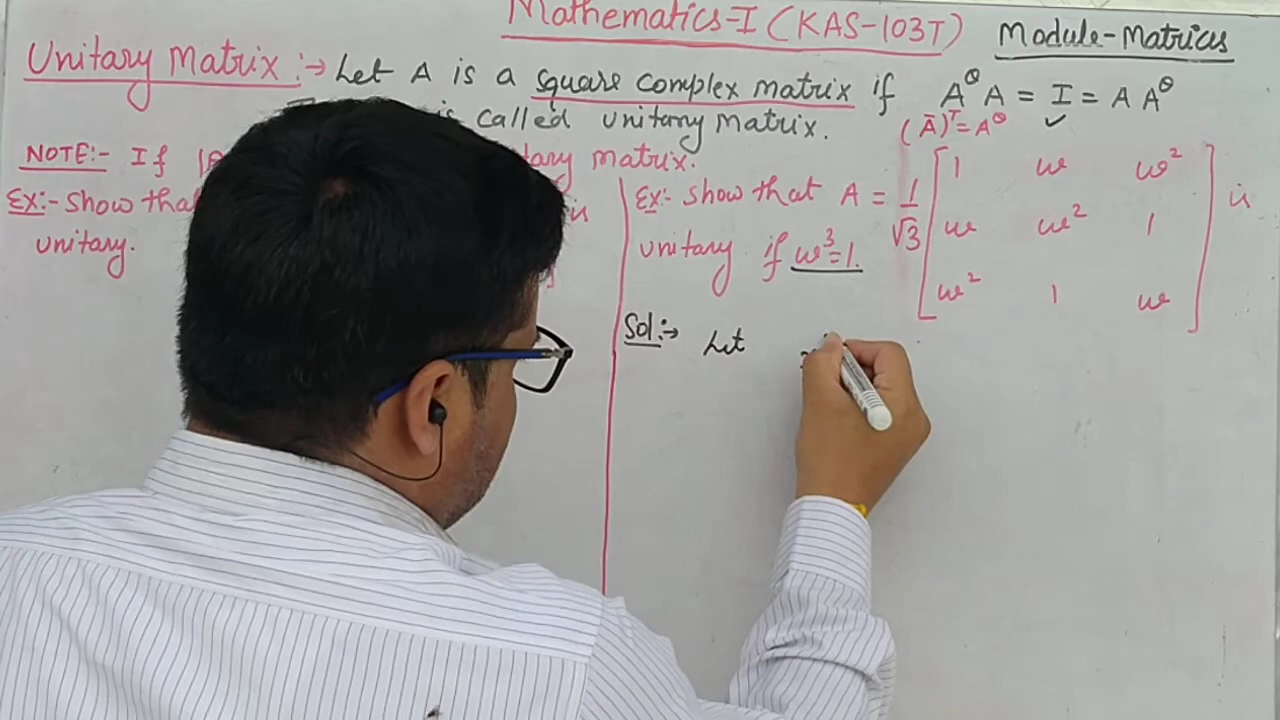 Mathematics-I (KAS-103T)
Module-Matrices
Unitary Matrix :→ Let A is a square complex matrix if A^θ A = I = A A^θ
is called unitary matrix. (Ā)^T = A^θ
NOTE:- If tary matrix.
Ex:- Show tha is
unitary.
Ex:- Show that A = 1/√3 [ 1 ω ω² ] is
[ ω ω² 1 ]
[ ω² 1 ω ]
unitary if ω³=1.
Sol:→ Let